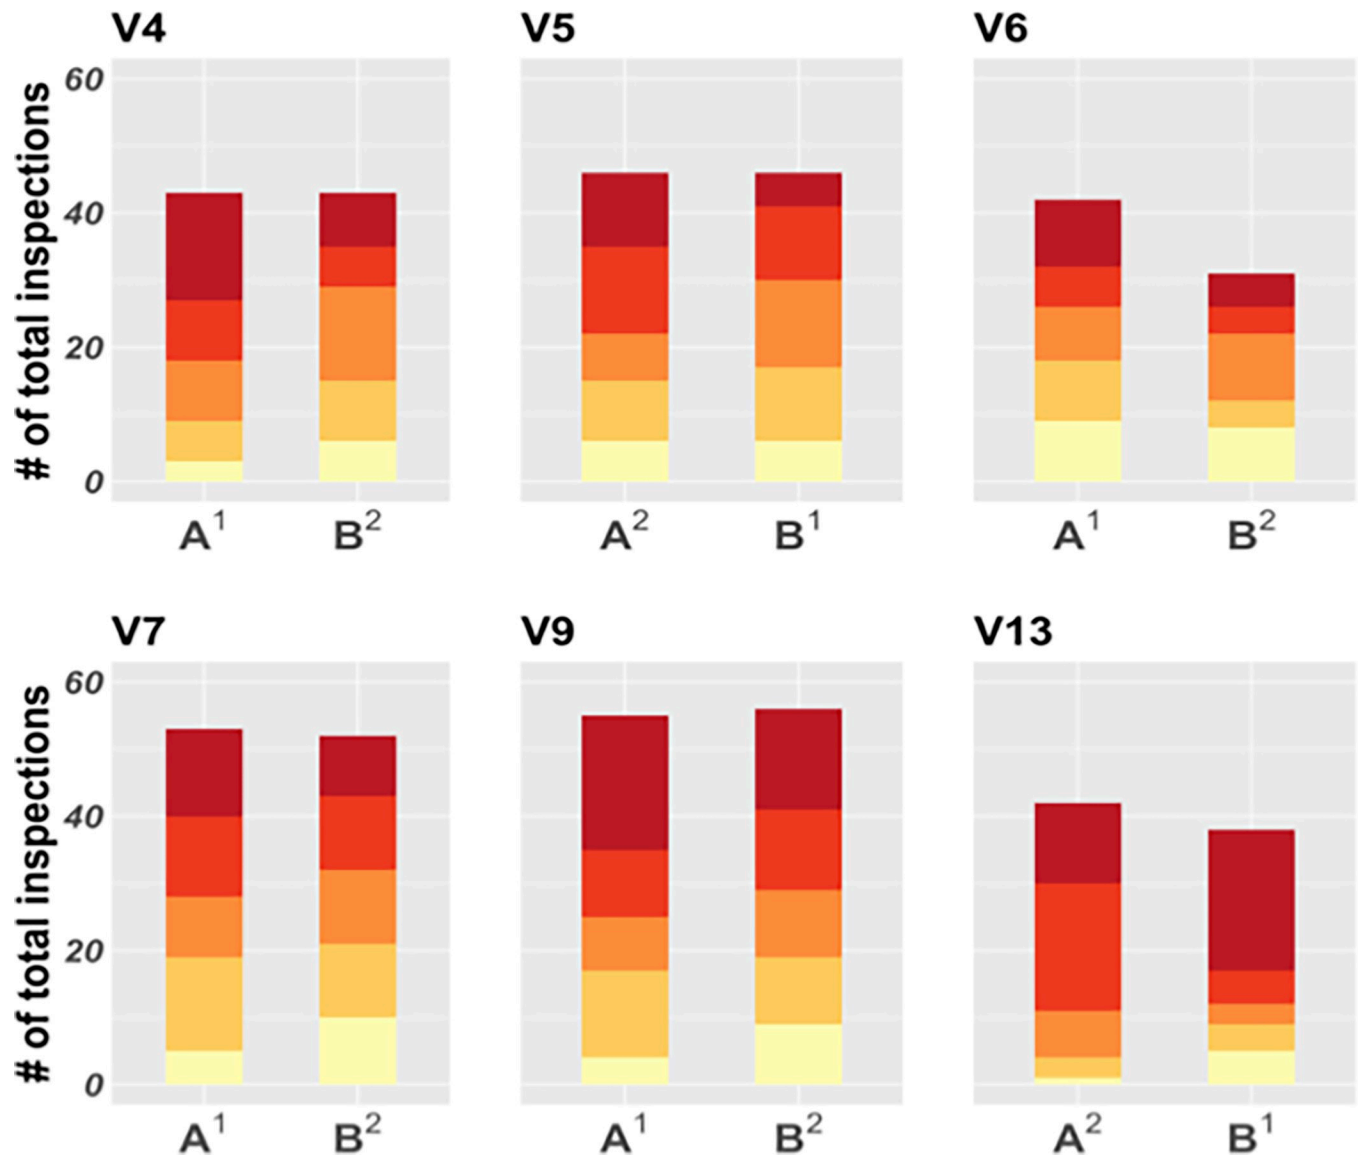 V4 V5 V6
# of total inspections
60
40
20
0
A¹ B² A² B¹ A¹ B²
V7 V9 V13
# of total inspections
60
40
20
0
A¹ B² A¹ B² A² B¹